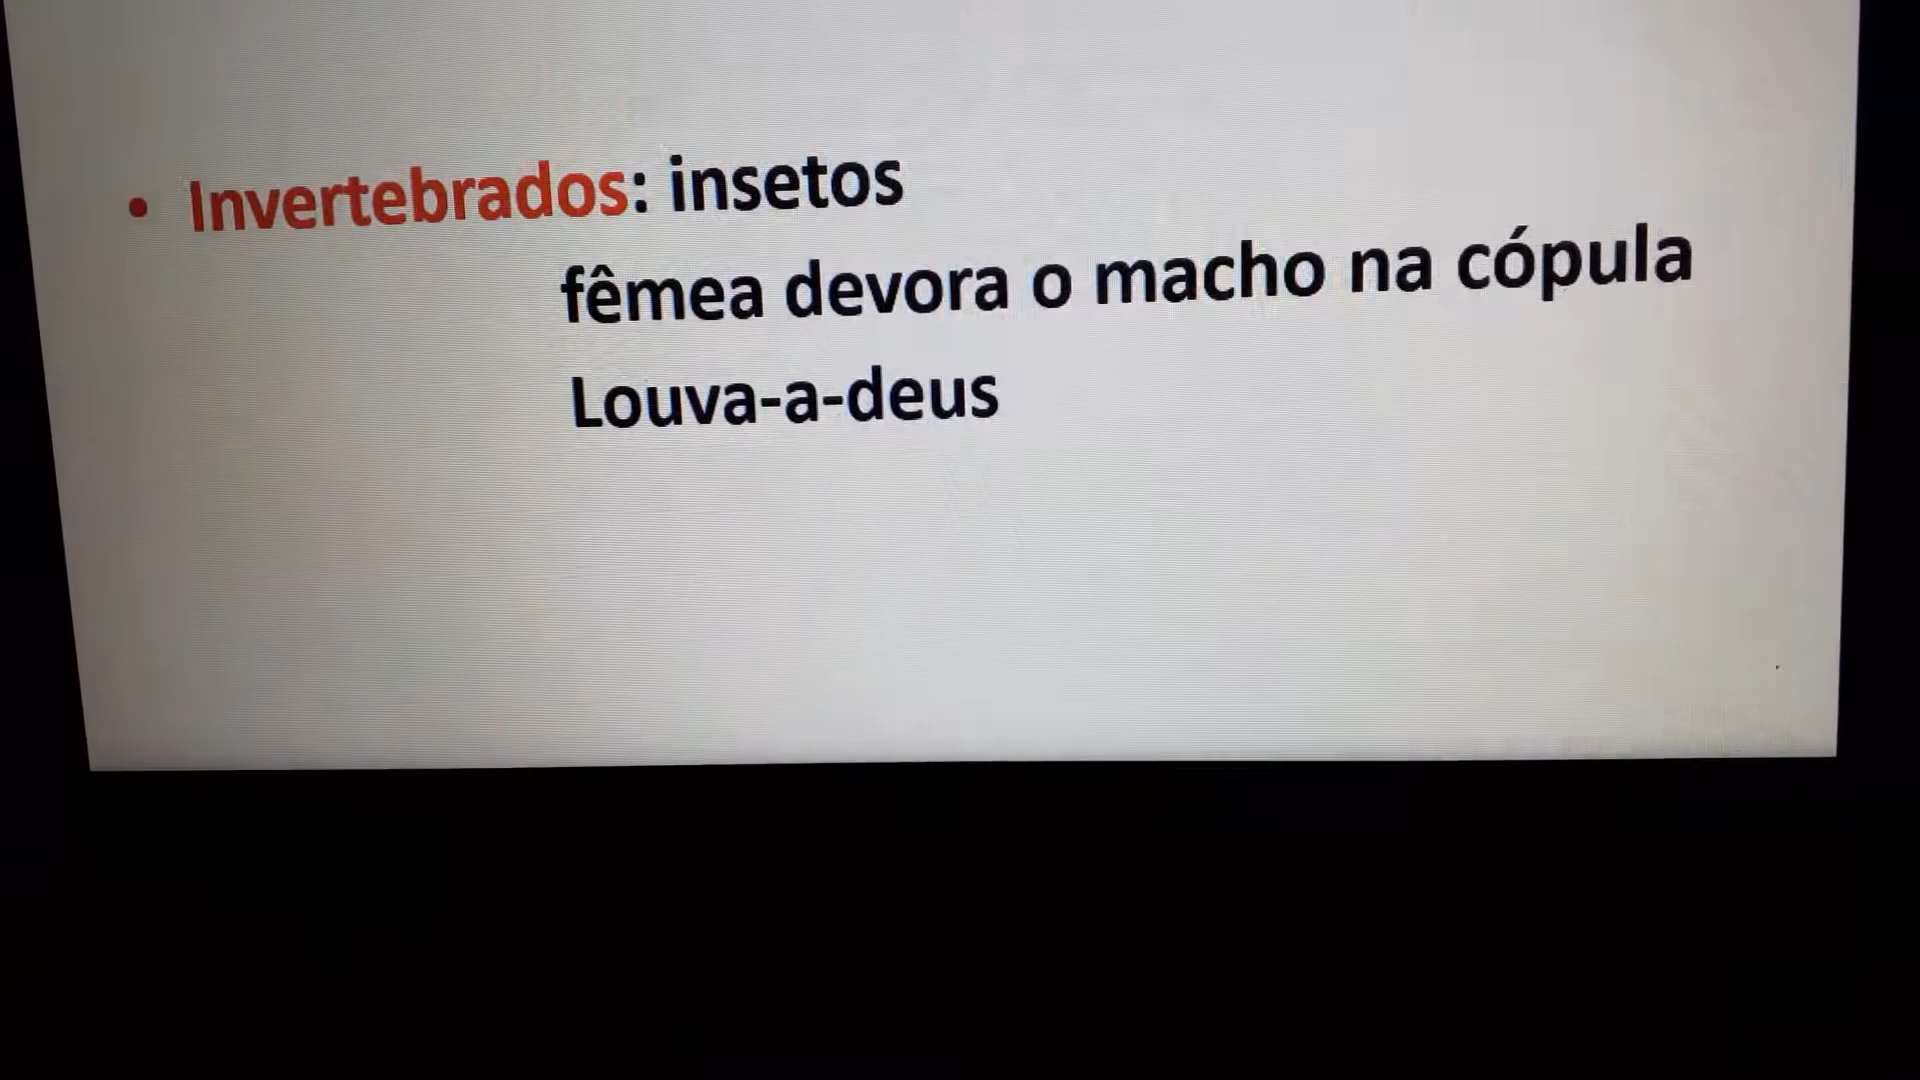 • Invertebrados: insetos
fêmea devora o macho na cópula
Louva-a-deus